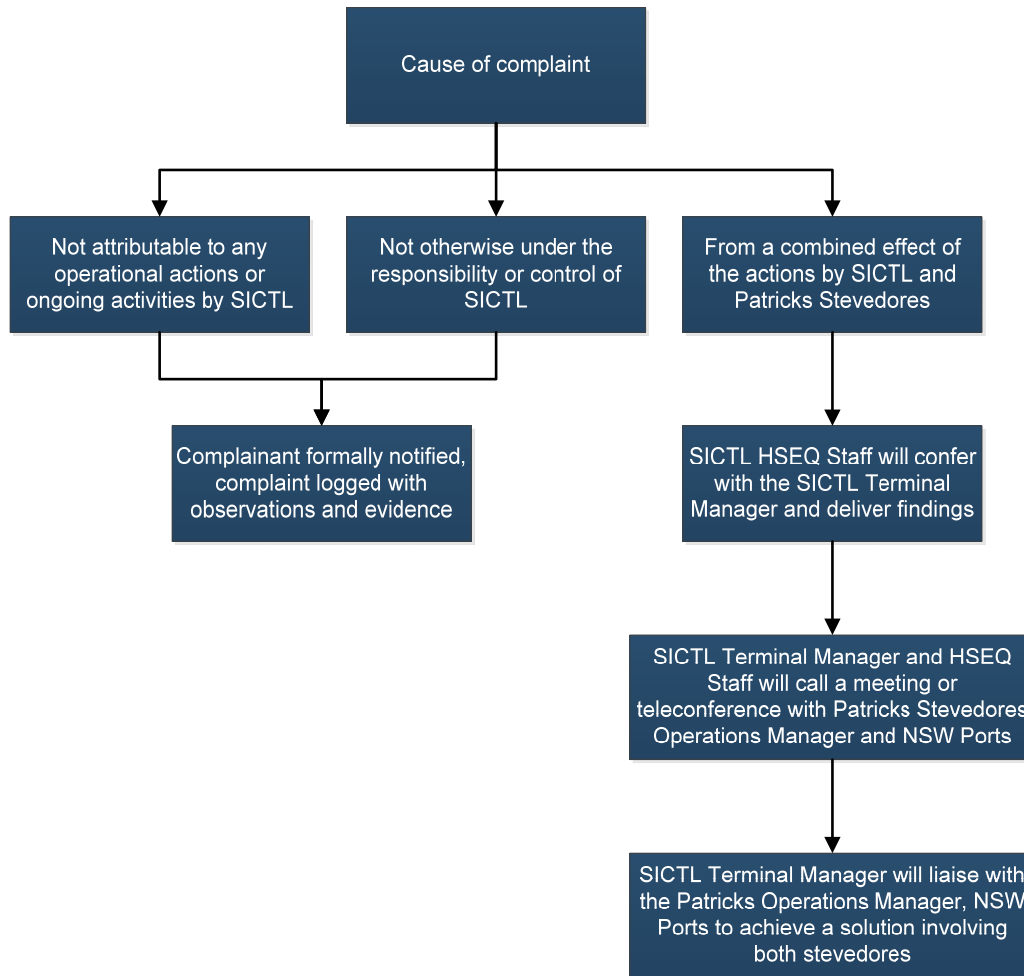 Cause of complaint
Not attributable to any
operational actions or
ongoing activities by SICTL
Not otherwise under the
responsibility or control of
SICTL
From a combined effect of
the actions by SICTL and
Patricks Stevedores
Complainant formally notified,
complaint logged with
observations and evidence
SICTL HSEQ Staff will confer
with the SICTL Terminal
Manager and deliver findings
SICTL Terminal Manager and HSEQ
Staff will call a meeting or
teleconference with Patricks Stevedores
Operations Manager and NSW Ports
SICTL Terminal Manager will liaise with
the Patricks Operations Manager, NSW
Ports to achieve a solution involving
both stevedores